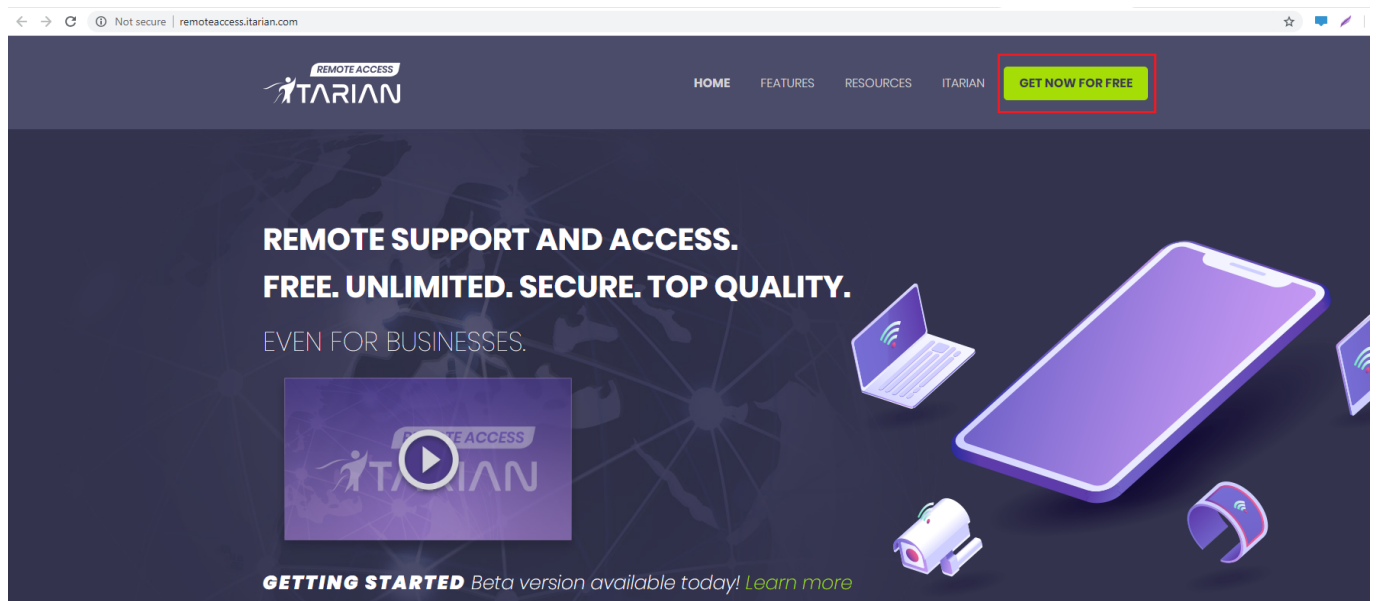 Not secure | remoteaccess.itarian.com
REMOTE ACCESS
ITARIAN
HOME FEATURES RESOURCES ITARIAN GET NOW FOR FREE
REMOTE SUPPORT AND ACCESS.
FREE. UNLIMITED. SECURE. TOP QUALITY.
EVEN FOR BUSINESSES.
REMOTE ACCESS
ITARIAN
GETTING STARTED Beta version available today! Learn more